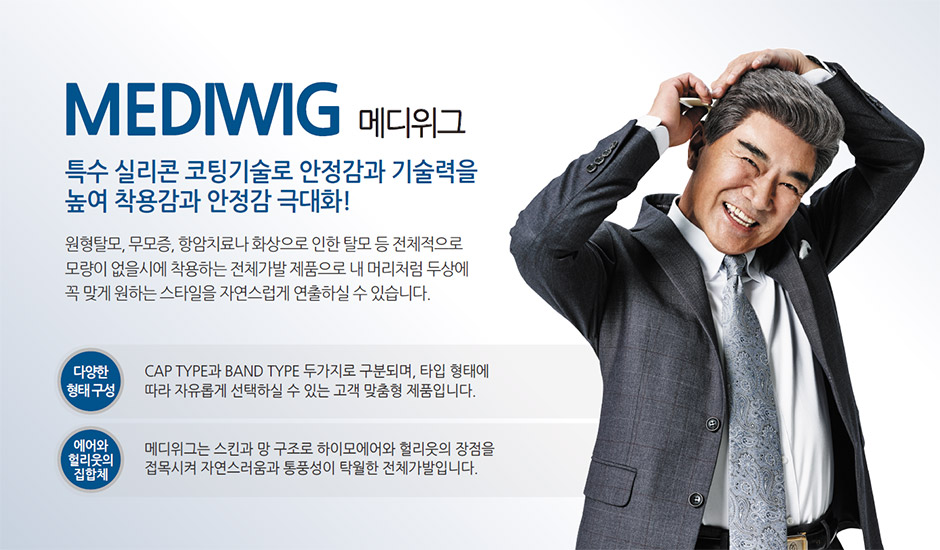 MEDIWIG 메디위그
특수 실리콘 코팅기술로 안정감과 기술력을
높여 착용감과 안정감 극대화!
원형탈모, 무모증, 항암치료나 화상으로 인한 탈모 등 전체적으로
모량이 없을시에 착용하는 전체가발 제품으로 내 머리처럼 두상에
꼭 맞게 원하는 스타일을 자연스럽게 연출하실 수 있습니다.
다양한
형태 구성
CAP TYPE과 BAND TYPE 두가지로 구분되며, 타입 형태에
따라 자유롭게 선택하실 수 있는 고객 맞춤형 제품입니다.
에어와
헐리웃의
집합체
메디위그는 스킨과 망 구조로 하이모에어와 헐리웃의 장점을
접목시켜 자연스러움과 통풍성이 탁월한 전체가발입니다.